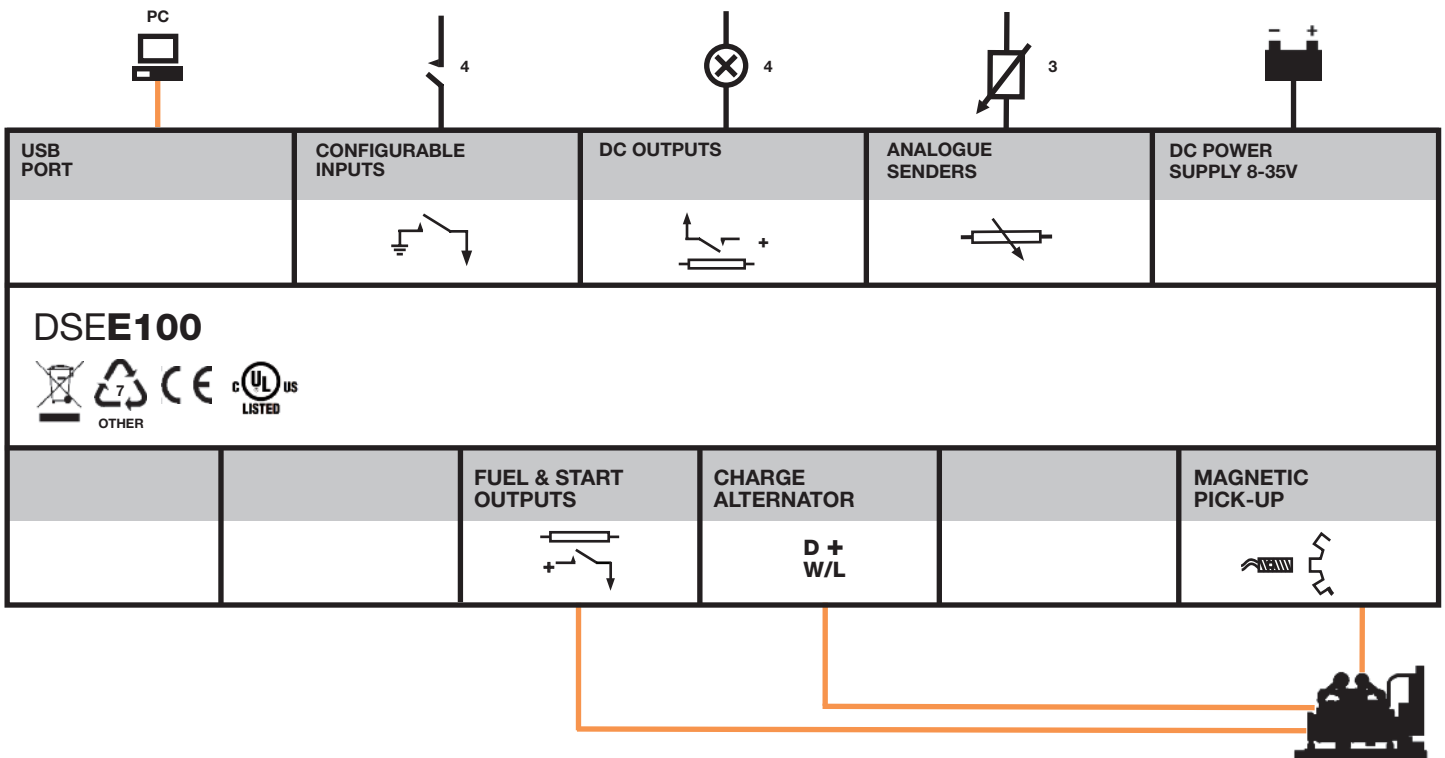 PC
4
4
3
− +
USB
PORT
CONFIGURABLE
INPUTS
DC OUTPUTS
ANALOGUE
SENDERS
DC POWER
SUPPLY 8-35V
+
DSEE100
7
OTHER
CE
C UL US
LISTED
FUEL & START
OUTPUTS
CHARGE
ALTERNATOR
MAGNETIC
PICK-UP
+
D +
W/L